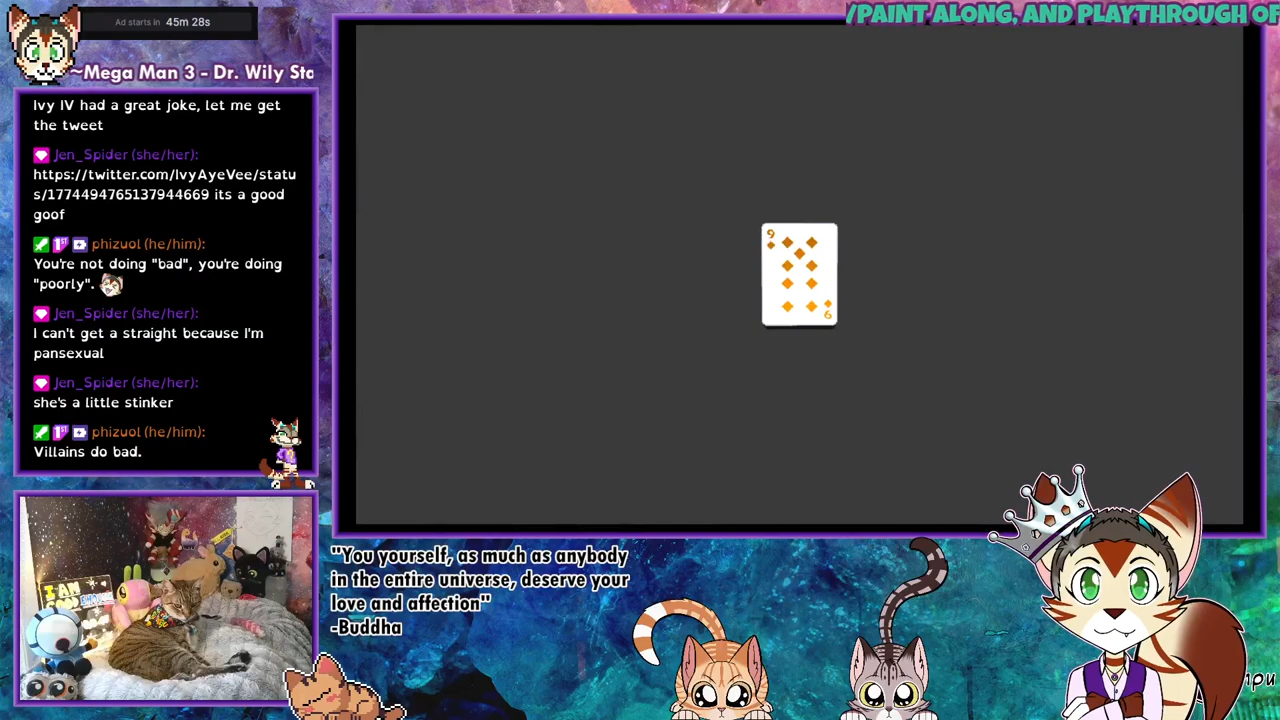 Ad starts in 45m 28s
/PAINT ALONG, AND PLAYTHROUGH OF
~Mega Man 3 - Dr. Wily Sta
Ivy IV had a great joke, let me get
the tweet
Jen_Spider (she/her):
https://twitter.com/IvyAyeVee/statu
s/1774494765137944669 its a good
goof
1ST phizuol (he/him):
You're not doing "bad", you're doing
"poorly".
Jen_Spider (she/her):
I can't get a straight because I'm
pansexual
Jen_Spider (she/her):
she's a little stinker
1ST phizuol (he/him):
Villains do bad.
9
9
I AM
GOOD
"You yourself, as much as anybody
in the entire universe, deserve your
love and affection"
-Buddha